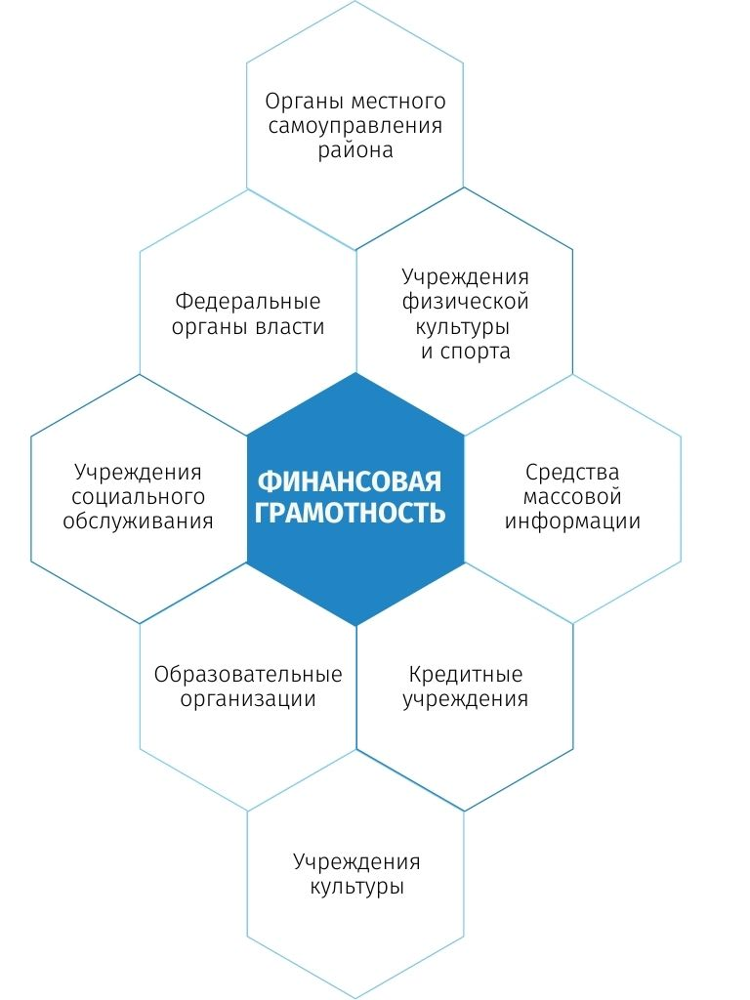 Органы местного
самоуправления
района
Федеральные
органы власти
Учреждения
физической
культуры
и спорта
Учреждения
социального
обслуживания
ФИНАНСОВАЯ
ГРАМОТНОСТЬ
Средства
массовой
информации
Образовательные
организации
Кредитные
учреждения
Учреждения
культуры